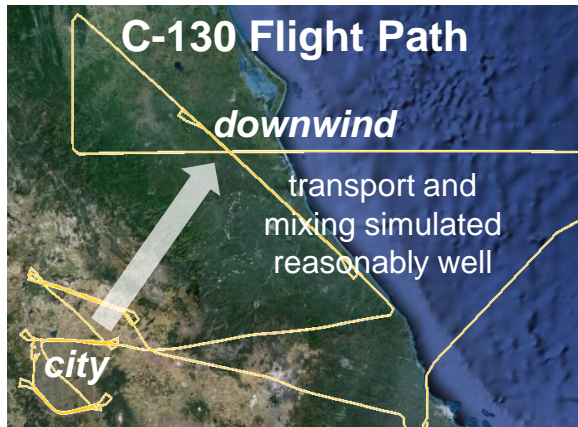 C-130 Flight Path
downwind
transport and
mixing simulated
reasonably well
city